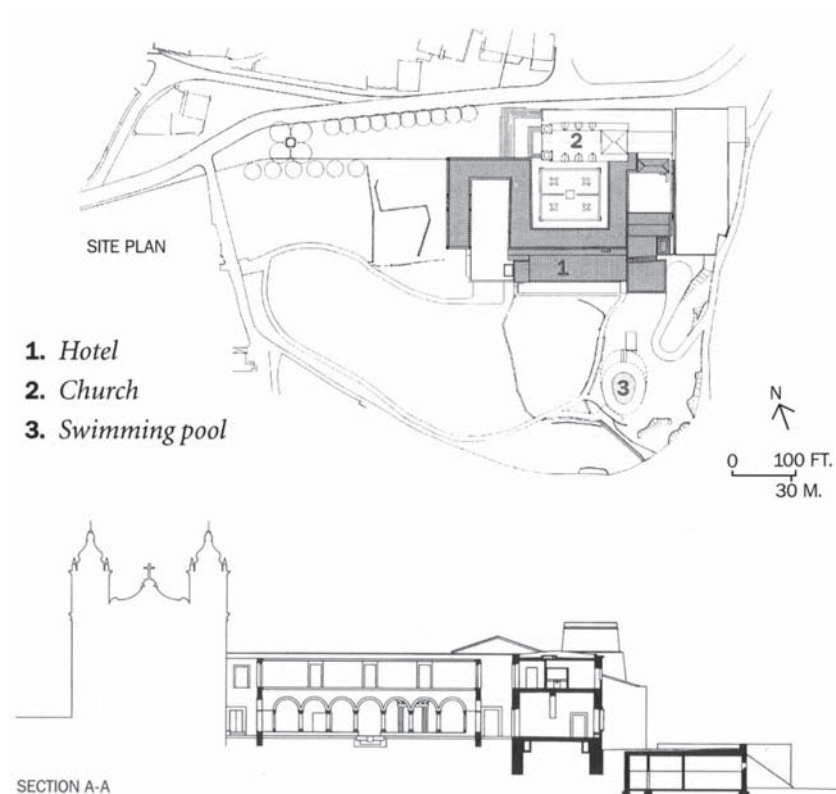 2
SITE PLAN
1
1. Hotel
2. Church
3. Swimming pool
3
N
0 100 FT.
30 M.
SECTION A-A